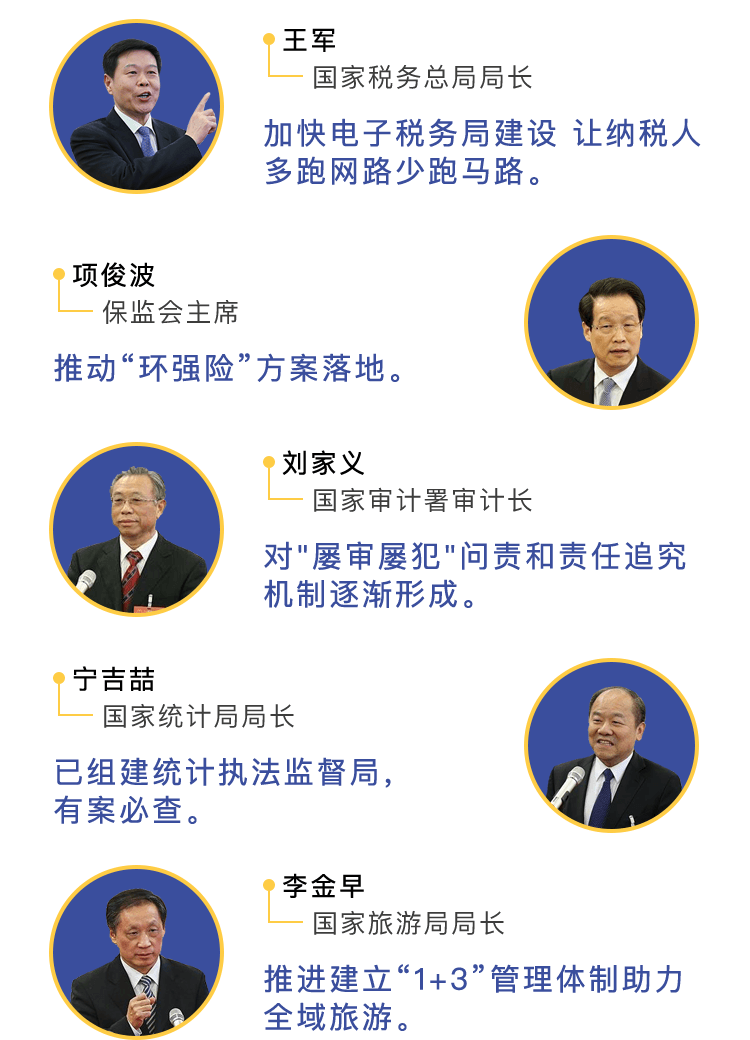 王军
国家税务总局局长
加快电子税务局建设 让纳税人
多跑网路少跑马路。
项俊波
保监会主席
推动“环强险”方案落地。
刘家义
国家审计署审计长
对"屡审屡犯"问责和责任追究
机制逐渐形成。
宁吉喆
国家统计局局长
已组建统计执法监督局，
有案必查。
李金早
国家旅游局局长
推进建立“1+3”管理体制助力
全域旅游。